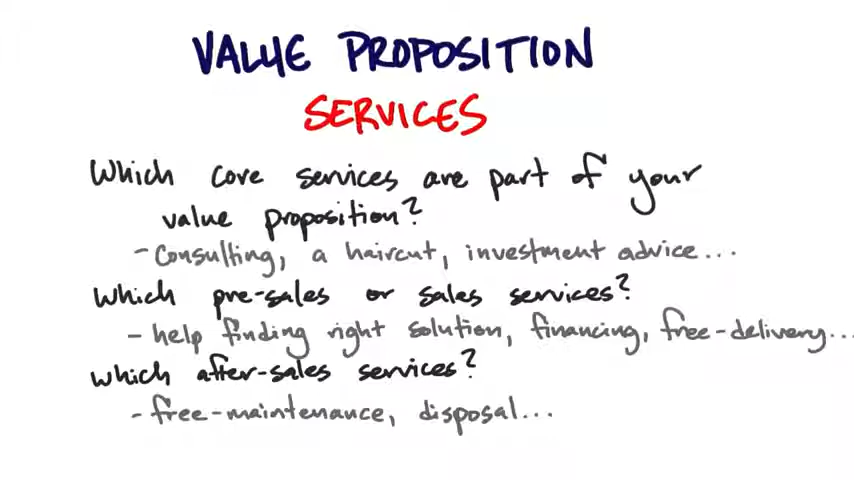 VALUE PROPOSITION
SERVICES
Which core services are part of your
value proposition?
- Consulting, a haircut, investment advice...
Which pre-sales or sales services?
- help finding right solution, financing, free-delivery...
Which after-sales services?
- free-maintenance, disposal...